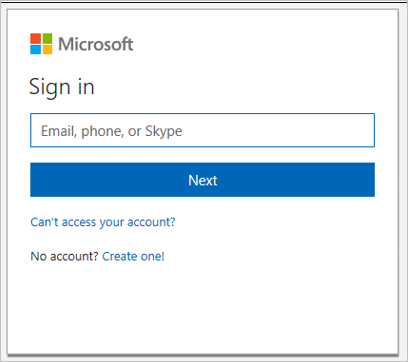 Microsoft
Sign in
Email, phone, or Skype
Next
Can't access your account?
No account? Create one!